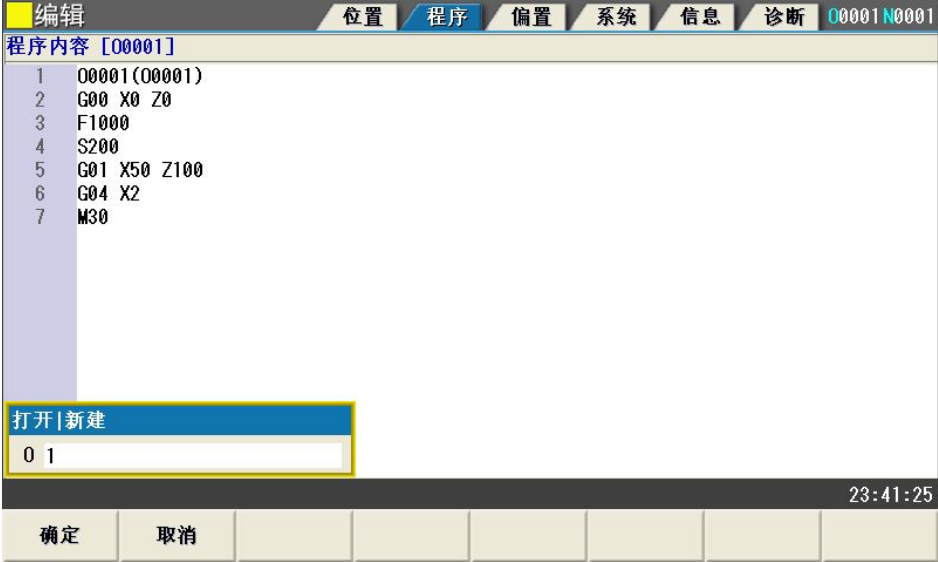 编辑 位置 程序 偏置 系统 信息 诊断 O0001N0001
程序内容 [O0001]
1 O0001(O0001)
2 G00 X0 Z0
3 F1000
4 S200
5 G01 X50 Z100
6 G04 X2
7 M30
打开|新建
O 1
23:41:25
确定 取消